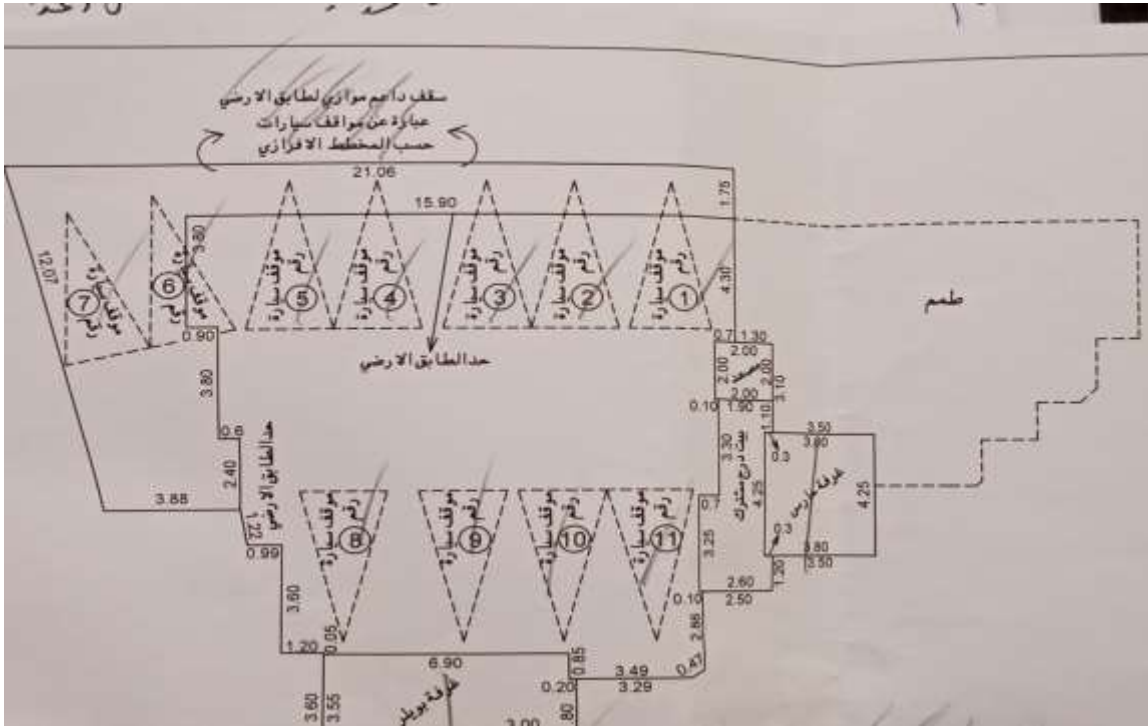 سقف داعم موازي لطابق الارضي
عبارة عن مواقف سيارات
حسب المخطط الافرازي
21.06
15.90
1.75
12.07
3.80
4.30
موقف سيارة
رقم
7
موقف سيارة
رقم
6
موقف سيارة
رقم
5
موقف سيارة
رقم
4
موقف سيارة
رقم
3
موقف سيارة
رقم
2
موقف سيارة
رقم
1
طمم
0.90
حد الطابق الارضي
0.7
1.30
2.00
2.00
2.00
3.10
2.00
3.80
0.10
1.90
1.10
0.6
حد الطابق الارضي
2.40
3.30
بيت درج مشترك
3.50
3.80
0.3
4.25
غرفة حارس
4.25
3.88
1.22
0.99
موقف سيارة
رقم
8
موقف سيارة
رقم
9
موقف سيارة
رقم
10
موقف سيارة
رقم
11
0.7
3.25
0.3
3.80
3.50
1.20
2.60
2.50
0.10
3.60
2.88
1.20
0.05
6.90
0.85
3.49
0.47
0.20
3.29
3.60
3.55
غرفة بويلر
3.00
80